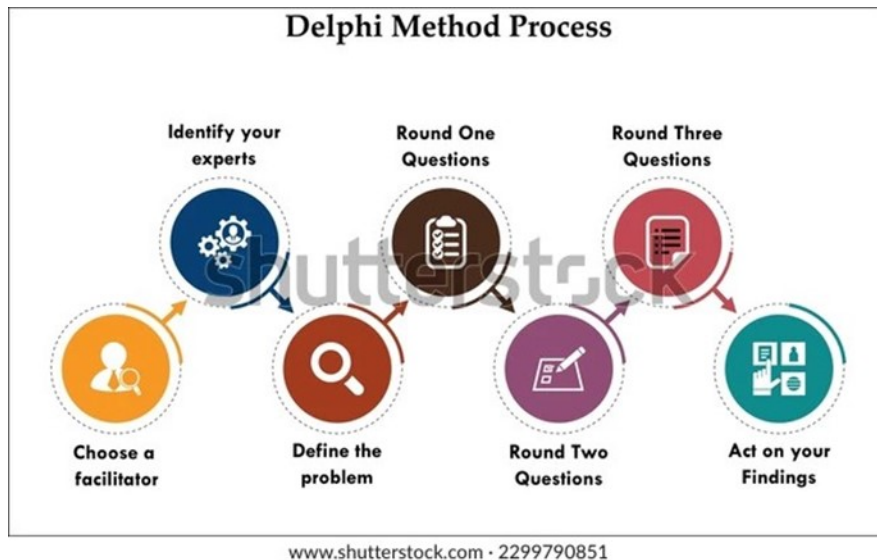 Delphi Method Process
Identify your
experts
Round One
Questions
Round Three
Questions
shutterstock
Choose a
facilitator
Define the
problem
Round Two
Questions
Act on your
Findings
www.shutterstock.com · 2299790851